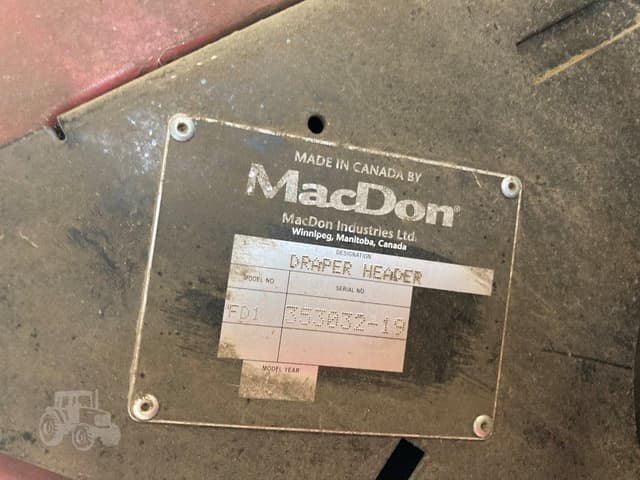 MADE IN CANADA BY
MacDon
MacDon Industries Ltd.
Winnipeg, Manitoba, Canada
DESIGNATION
DRAPER HEADER
MODEL NO
SERIAL NO.
FD1
353032-19
MODEL YEAR